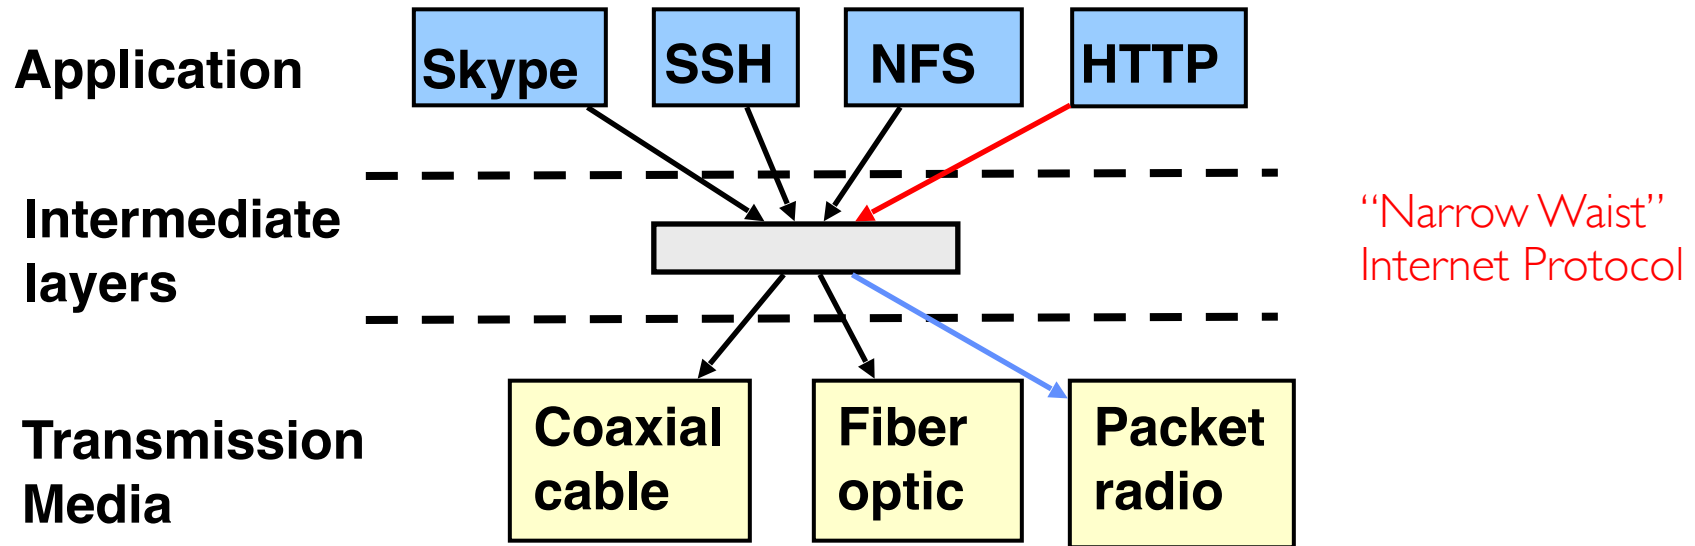 Application
Skype
SSH
NFS
HTTP
Intermediate
layers
“Narrow Waist”
Internet Protocol
Transmission
Media
Coaxial
cable
Fiber
optic
Packet
radio